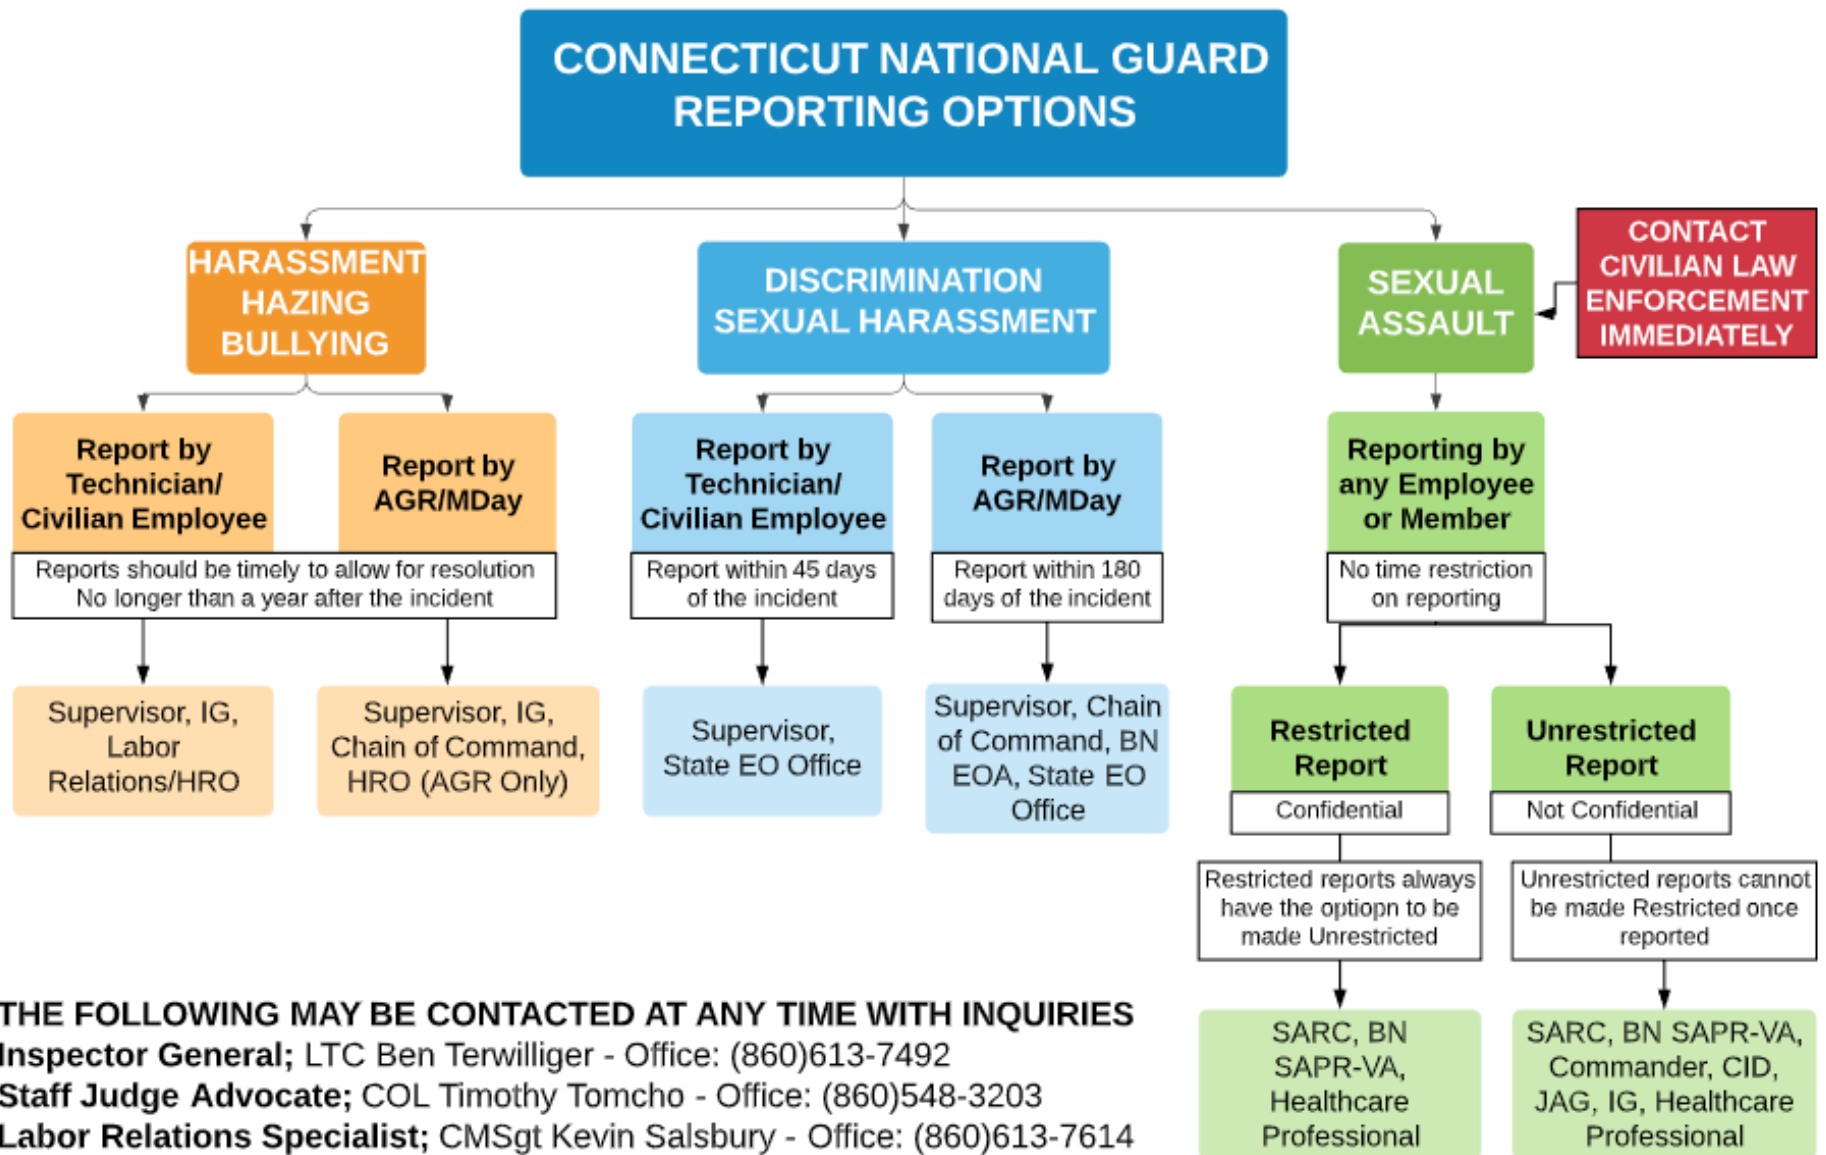 CONNECTICUT NATIONAL GUARD
REPORTING OPTIONS
CONTACT
CIVILIAN LAW
ENFORCEMENT
IMMEDIATELY
HARASSMENT
HAZING
BULLYING
DISCRIMINATION
SEXUAL HARASSMENT
SEXUAL
ASSAULT
Report by
Technician/
Civilian Employee
Report by
AGR/MDay
Reports should be timely to allow for resolution
No longer than a year after the incident
Supervisor, IG,
Labor
Relations/HRO
Supervisor, IG,
Chain of Command,
HRO (AGR Only)
Report by
Technician/
Civilian Employee
Report within 45 days
of the incident
Supervisor,
State EO Office
Report by
AGR/MDay
Report within 180
days of the incident
Supervisor, Chain
of Command, BN
EOA, State EO
Office
Reporting by
any Employee
or Member
No time restriction
on reporting
Restricted
Report
Confidential
Restricted reports always
have the optiopn to be
made Unrestricted
SARC, BN
SAPR-VA,
Healthcare
Professional
Unrestricted
Report
Not Confidential
Unrestricted reports cannot
be made Restricted once
reported
SARC, BN SAPR-VA,
Commander, CID,
JAG, IG, Healthcare
Professional
THE FOLLOWING MAY BE CONTACTED AT ANY TIME WITH INQUIRIES
Inspector General; LTC Ben Terwilliger - Office: (860)613-7492
Staff Judge Advocate; COL Timothy Tomcho - Office: (860)548-3203
Labor Relations Specialist; CMSgt Kevin Salsbury - Office: (860)613-7614